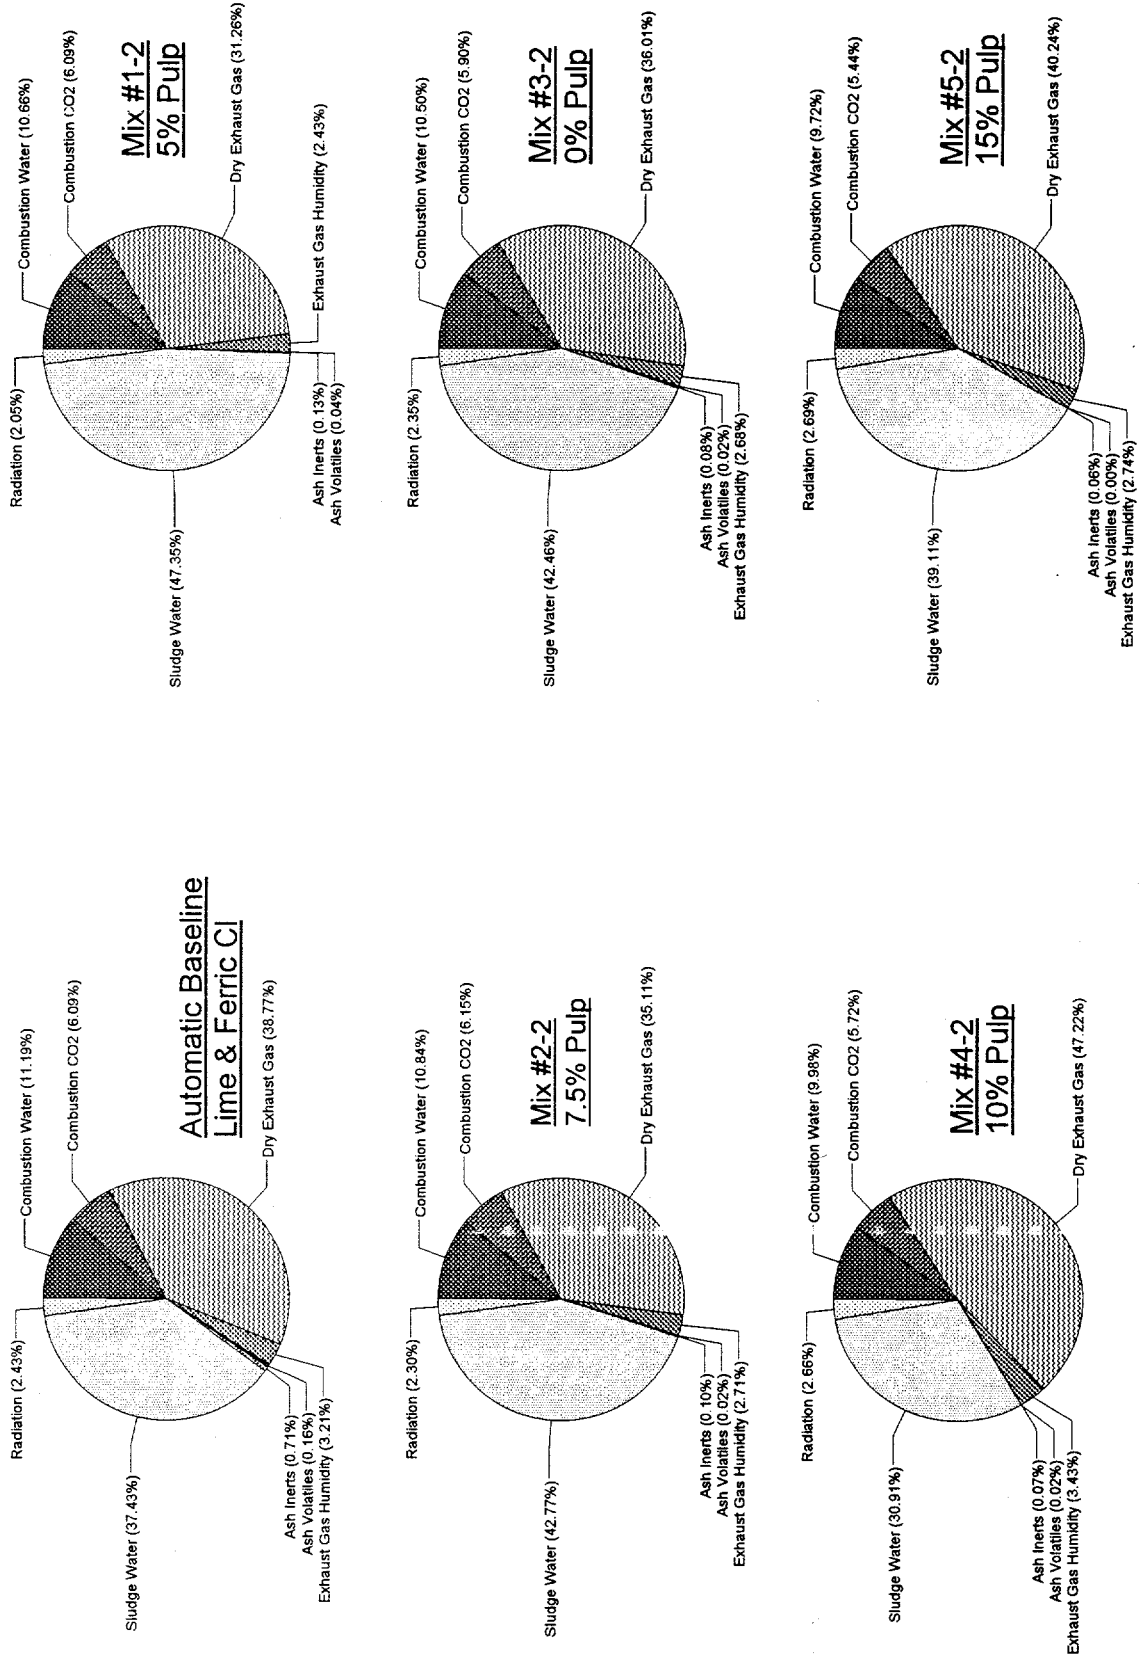 Automatic Baseline
Lime & Ferric Cl
Radiation (2.43%)
Combustion Water (11.19%)
Combustion CO2 (6.09%)
Sludge Water (37.43%)
Dry Exhaust Gas (38.77%)
Ash Inerts (0.71%)
Ash Volatiles (0.16%)
Exhaust Gas Humidity (3.21%)
Mix #1-2
5% Pulp
Radiation (2.05%)
Combustion Water (10.66%)
Combustion CO2 (6.09%)
Sludge Water (47.35%)
Dry Exhaust Gas (31.26%)
Exhaust Gas Humidity (2.43%)
Ash Inerts (0.13%)
Ash Volatiles (0.04%)
Mix #2-2
7.5% Pulp
Radiation (2.30%)
Combustion Water (10.84%)
Combustion CO2 (6.15%)
Sludge Water (42.77%)
Dry Exhaust Gas (35.11%)
Ash Inerts (0.10%)
Ash Volatiles (0.02%)
Exhaust Gas Humidity (2.71%)
Mix #3-2
0% Pulp
Radiation (2.35%)
Combustion Water (10.50%)
Combustion CO2 (5.90%)
Sludge Water (42.46%)
Dry Exhaust Gas (36.01%)
Ash Inerts (0.08%)
Ash Volatiles (0.02%)
Exhaust Gas Humidity (2.68%)
Mix #4-2
10% Pulp
Radiation (2.66%)
Combustion Water (9.98%)
Combustion CO2 (5.72%)
Sludge Water (30.91%)
Dry Exhaust Gas (47.22%)
Ash Inerts (0.07%)
Ash Volatiles (0.02%)
Exhaust Gas Humidity (3.43%)
Mix #5-2
15% Pulp
Radiation (2.69%)
Combustion Water (9.72%)
Combustion CO2 (5.44%)
Sludge Water (39.11%)
Dry Exhaust Gas (40.24%)
Ash Inerts (0.06%)
Ash Volatiles (0.00%)
Exhaust Gas Humidity (2.74%)